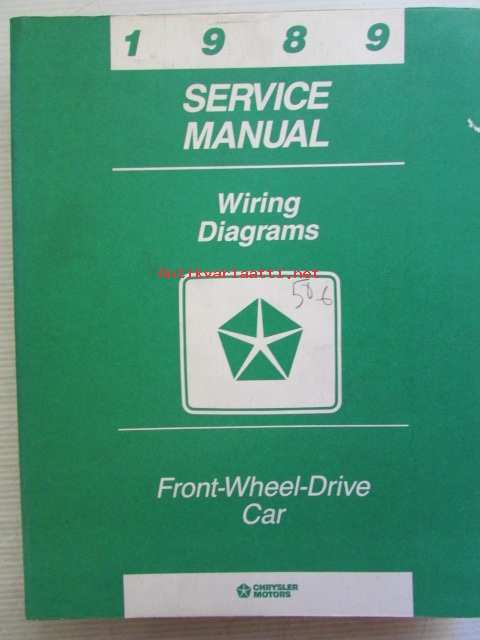 1 9 8 9
SERVICE
MANUAL
Wiring
Diagrams
Antikvariaatti.net
586
Front-Wheel-Drive
Car
CHRYSLER
MOTORS